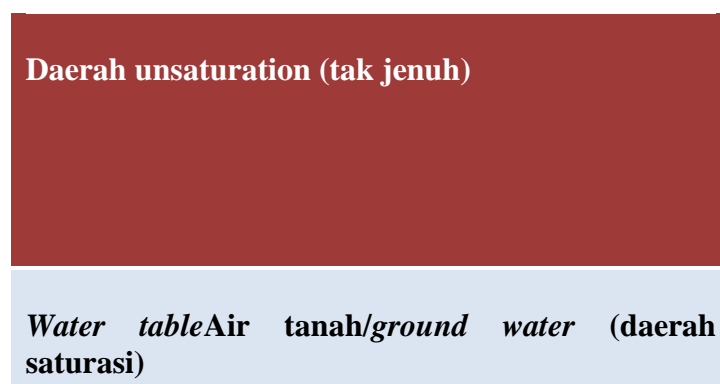 Daerah unsaturation (tak jenuh)
Water tableAir tanah/ground water (daerah
saturasi)